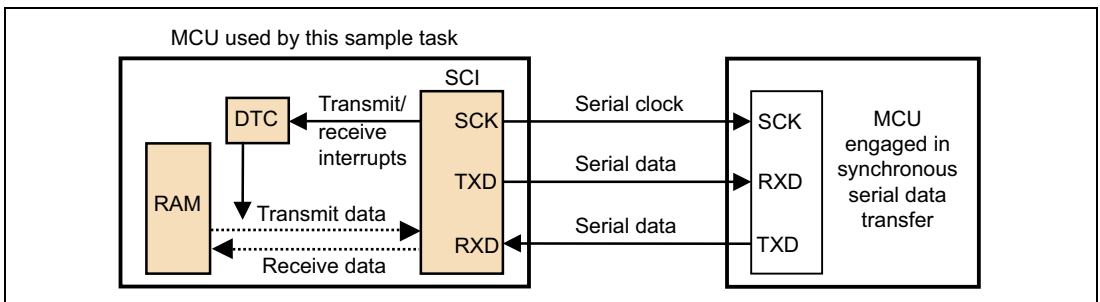 MCU used by this sample task
SCI
DTC
Transmit/
receive
interrupts
RAM
Transmit data
Receive data
SCK
TXD
RXD
Serial clock
Serial data
Serial data
SCK
RXD
TXD
MCU
engaged in
synchronous
serial data
transfer